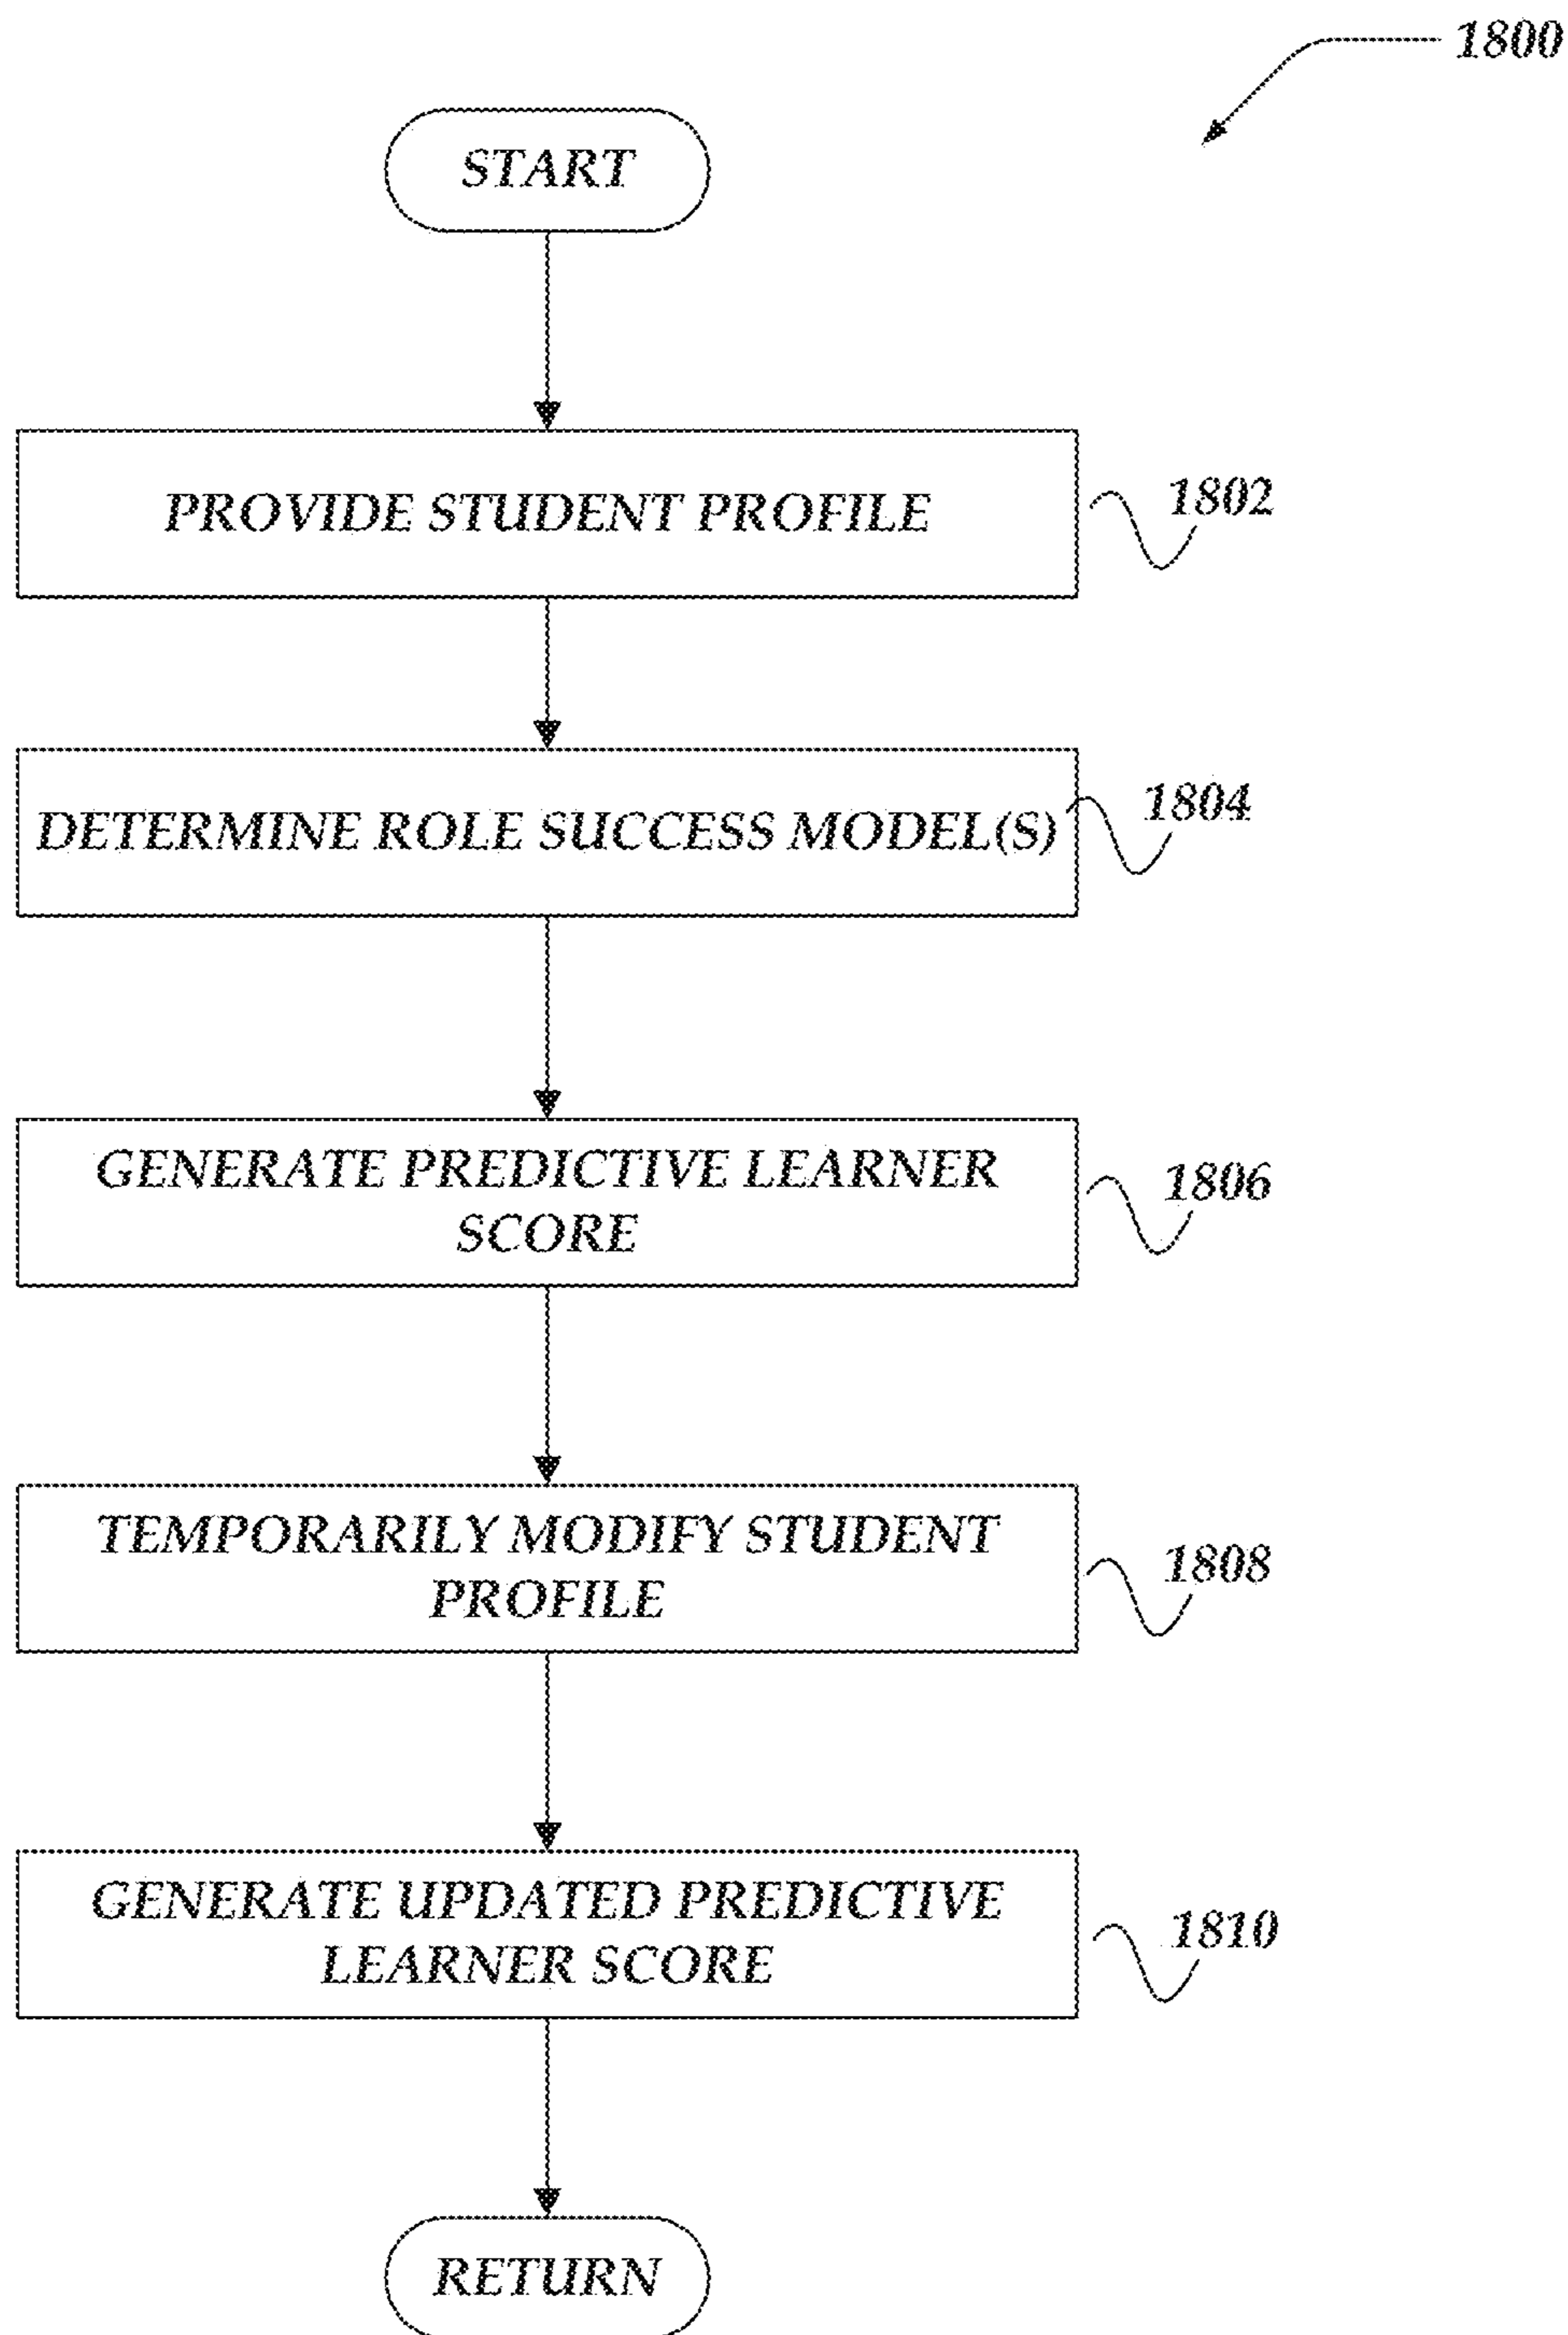 1800
START
PROVIDE STUDENT PROFILE
1802
DETERMINE ROLE SUCCESS MODEL(S)
1804
GENERATE PREDICTIVE LEARNER
SCORE
1806
TEMPORARILY MODIFY STUDENT
PROFILE
1808
GENERATE UPDATED PREDICTIVE
LEARNER SCORE
1810
RETURN